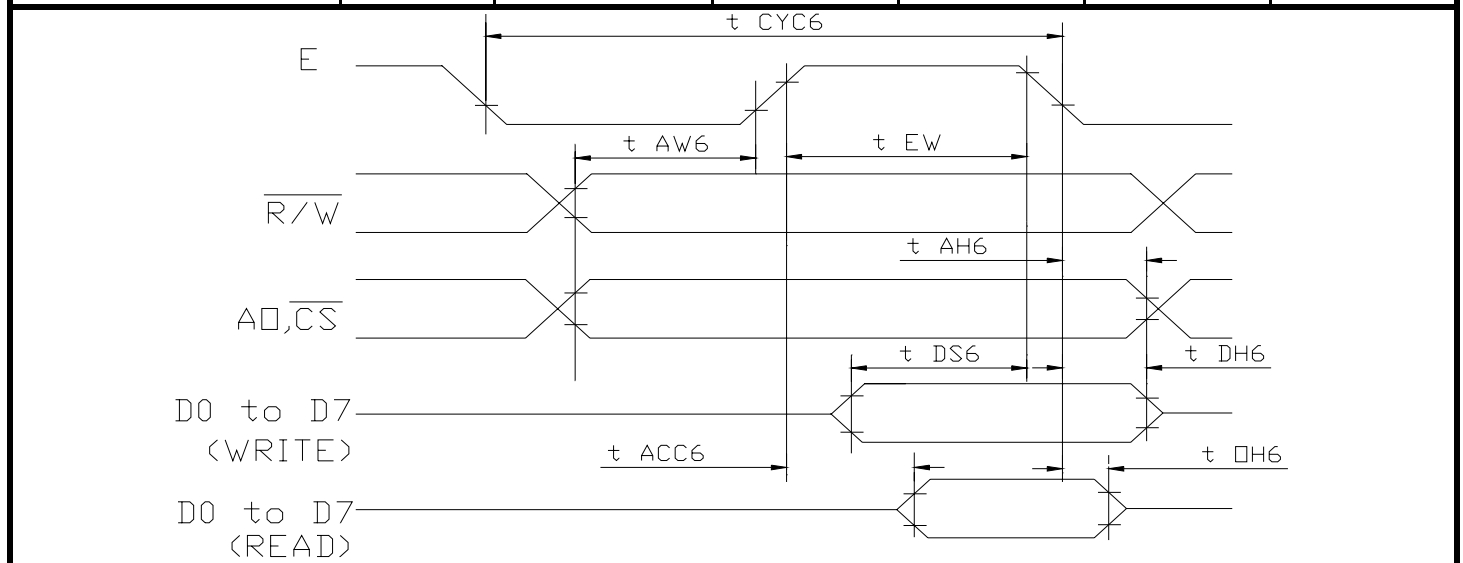 t CYC6
E
t AW6
t EW
R/W
t AH6
A0,CS
t DS6
t DH6
D0 to D7
(WRITE)
t ACC6
t OH6
D0 to D7
(READ)